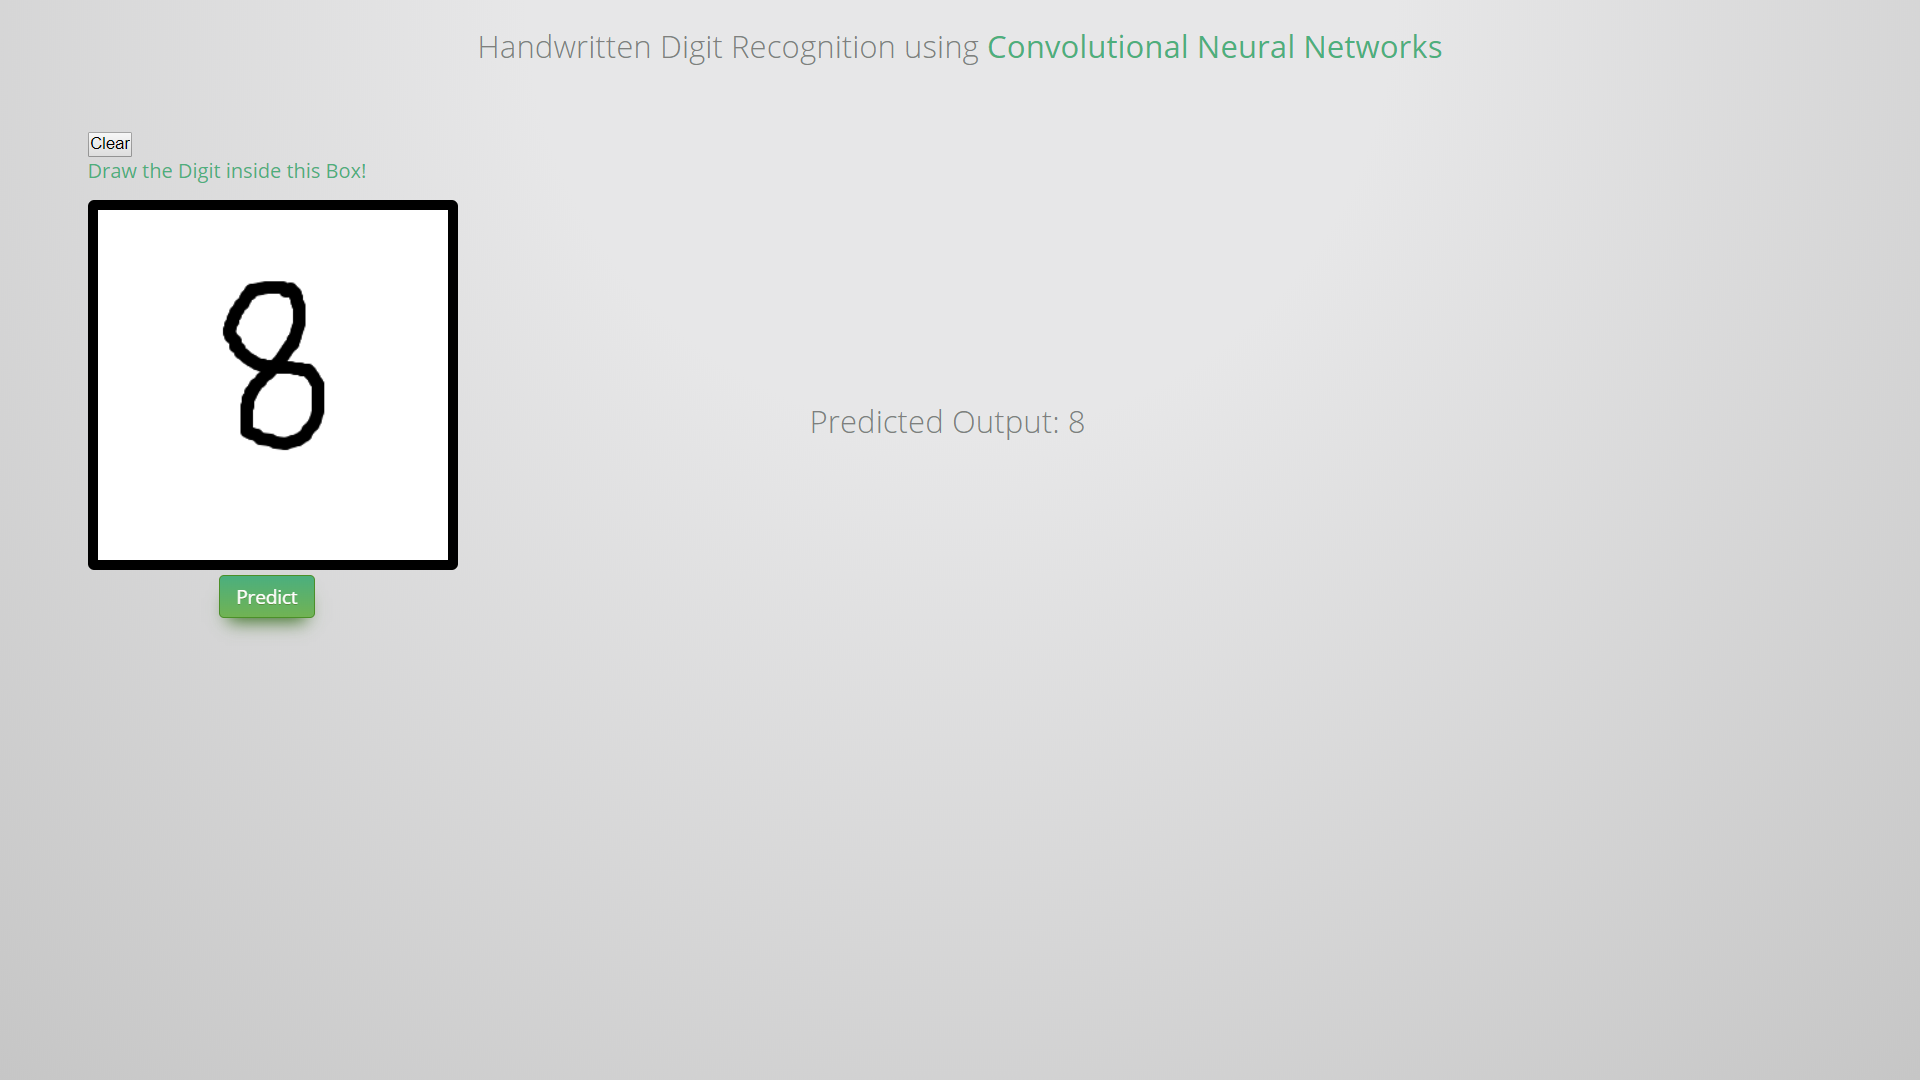 Handwritten Digit Recognition using Convolutional Neural Networks
Clear
Draw the Digit inside this Box!
8
Predicted Output: 8
Predict